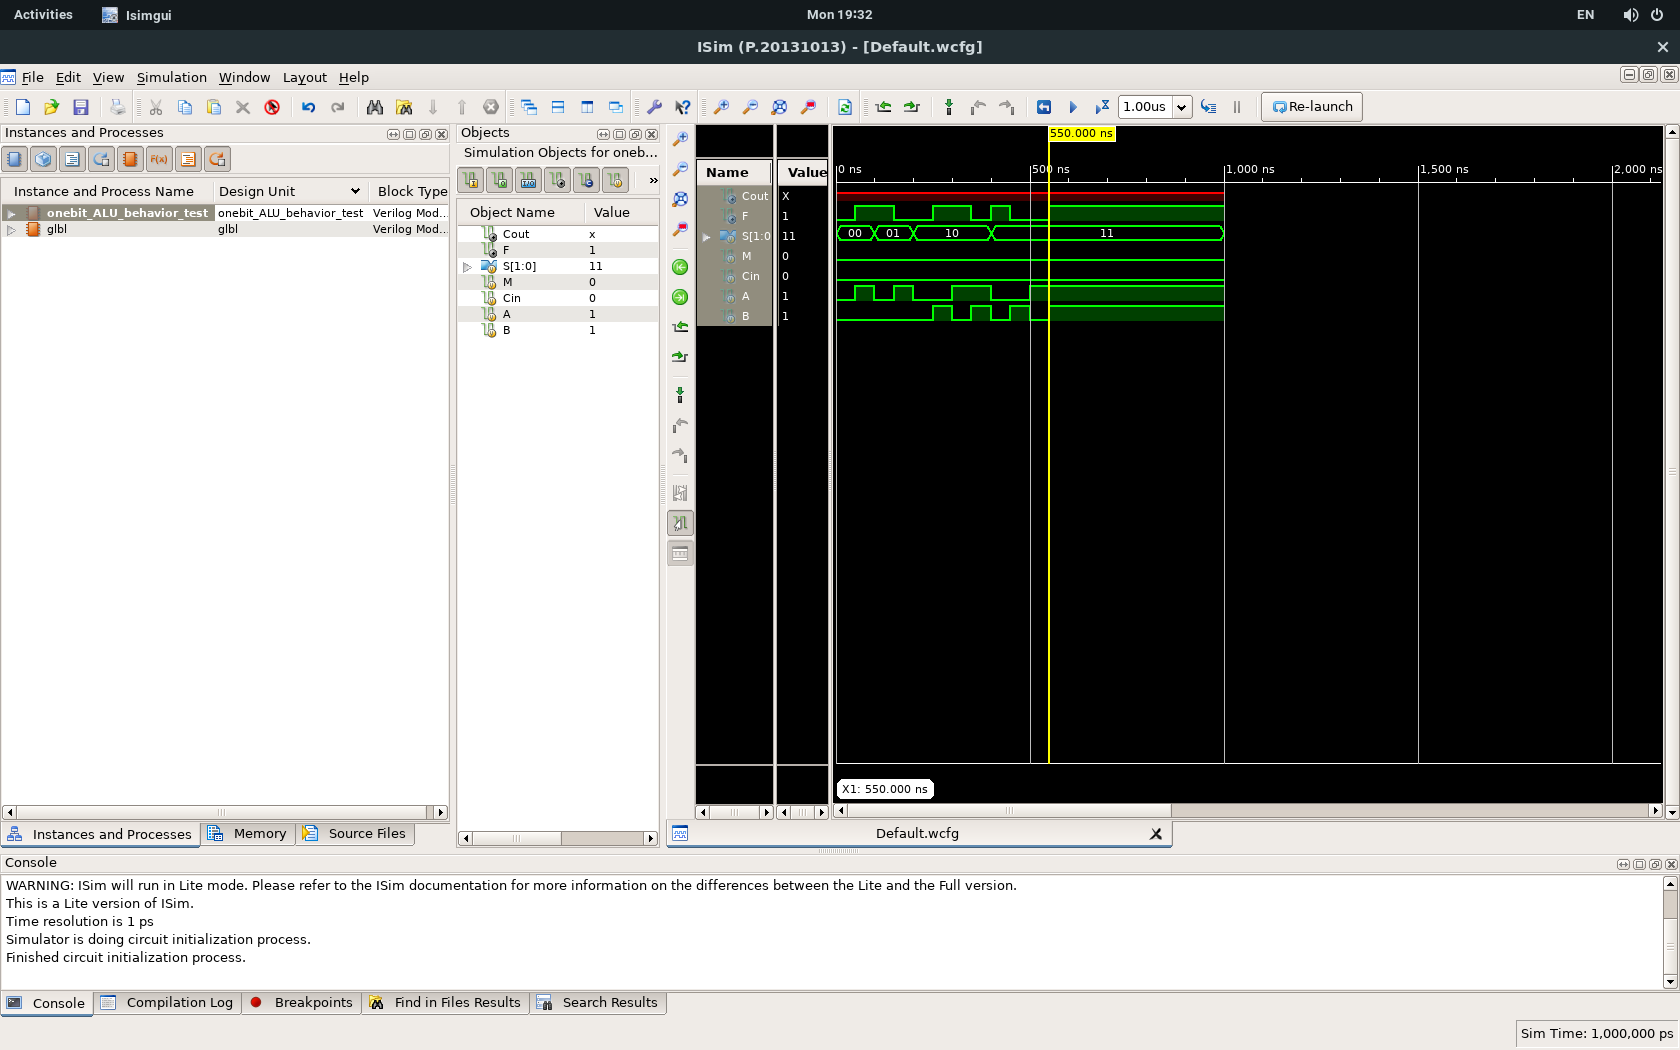 Activities Isimgui Mon 19:32 EN
ISim (P.20131013) - [Default.wcfg]
File Edit View Simulation Window Layout Help
1.00us Re-launch
Instances and Processes
Instance and Process Name Design Unit Block Type
onebit_ALU_behavior_test onebit_ALU_behavior_test Verilog Mod...
glbl glbl Verilog Mod...
Instances and Processes Memory Source Files
Objects
Simulation Objects for oneb...
Object Name Value
Cout x
F 1
S[1:0] 11
M 0
Cin 0
A 1
B 1
Name Value
Cout X
F 1
S[1:0 11
M 0
Cin 0
A 1
B 1
550.000 ns
0 ns 500 ns 1,000 ns 1,500 ns 2,000 ns
00 01 10 11
X1: 550.000 ns
Default.wcfg
Console
WARNING: ISim will run in Lite mode. Please refer to the ISim documentation for more information on the differences between the Lite and the Full version.
This is a Lite version of ISim.
Time resolution is 1 ps
Simulator is doing circuit initialization process.
Finished circuit initialization process.
Console Compilation Log Breakpoints Find in Files Results Search Results
Sim Time: 1,000,000 ps